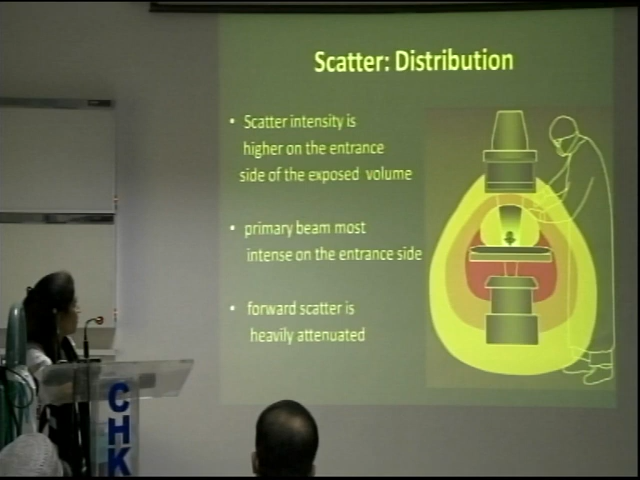 Scatter: Distribution
• Scatter intensity is
higher on the entrance
side of the exposed volume
• primary beam most
intense on the entrance side
• forward scatter is
heavily attenuated
CHK